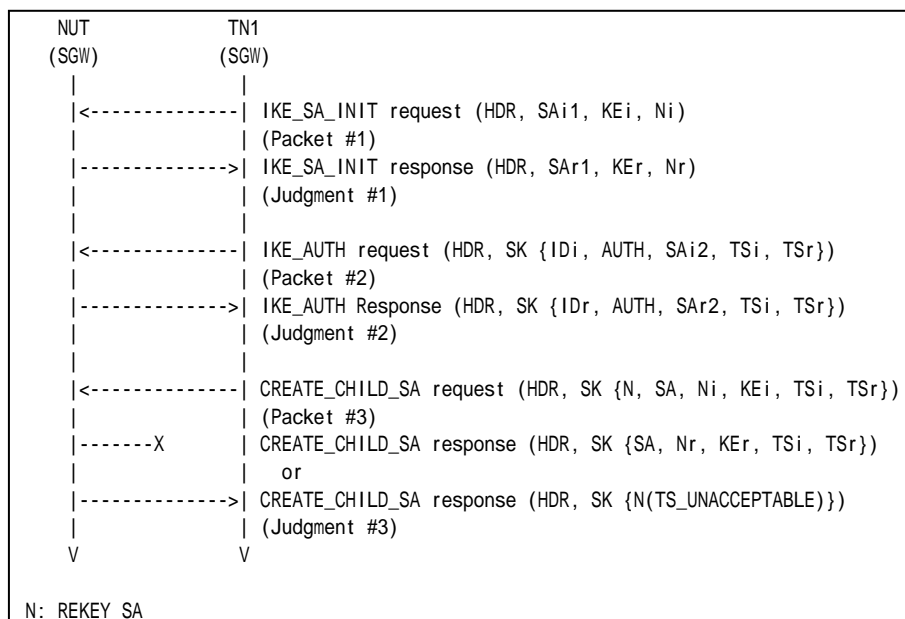 NUT TN1
(SGW) (SGW)
| |
|<--------------| IKE_SA_INIT request (HDR, SAi1, KEi, Ni)
| | (Packet #1)
|-------------->| IKE_SA_INIT response (HDR, SAr1, KEr, Nr)
| | (Judgment #1)
| |
|<--------------| IKE_AUTH request (HDR, SK {IDi, AUTH, SAi2, TSi, TSr})
| | (Packet #2)
|-------------->| IKE_AUTH Response (HDR, SK {IDr, AUTH, SAr2, TSi, TSr})
| | (Judgment #2)
| |
|<--------------| CREATE_CHILD_SA request (HDR, SK {N, SA, Ni, KEi, TSi, TSr})
| | (Packet #3)
|-------X | CREATE_CHILD_SA response (HDR, SK {SA, Nr, KEr, TSi, TSr})
| | or
|-------------->| CREATE_CHILD_SA response (HDR, SK {N(TS_UNACCEPTABLE)})
| | (Judgment #3)
V V
N: REKEY_SA